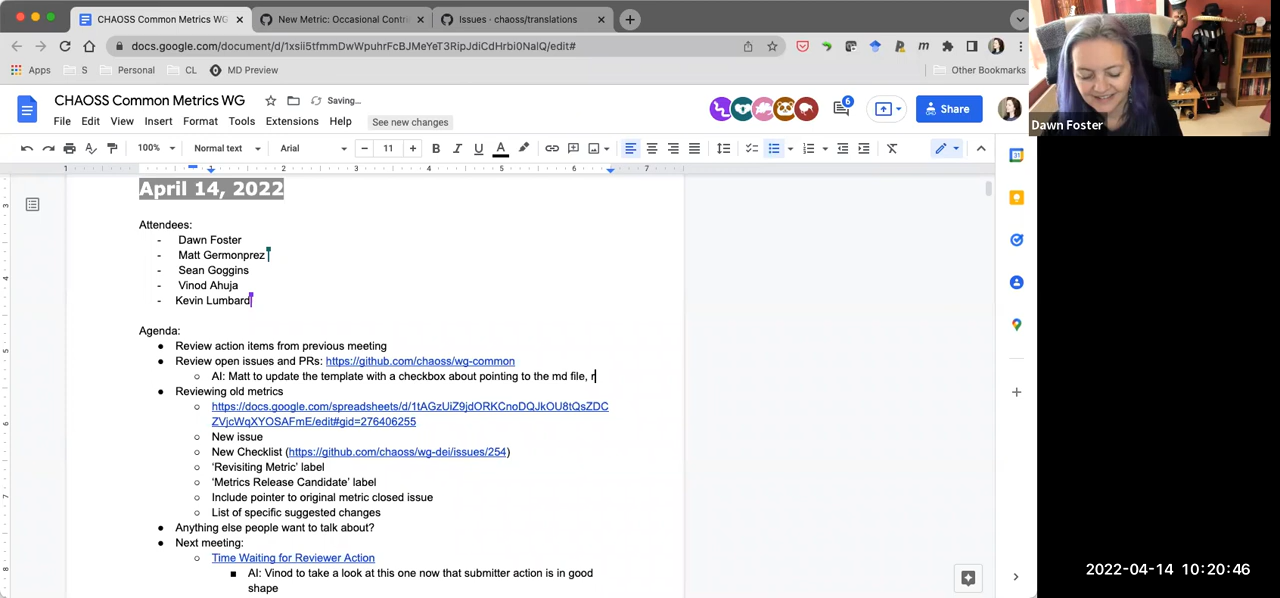 CHAOSS Common Metrics WG
New Metric: Occasional Contri
Issues · chaoss/translations
docs.google.com/document/d/1xsii5tfmmDwWpuhrFcBJMeYeT3RipJdiCdHrbi0NaIQ/edit#
Apps
S
Personal
CL
MD Preview
Other Bookmarks
CHAOSS Common Metrics WG
Saving…
6
Share
File Edit View Insert Format Tools Extensions Help
See new changes
100%
Normal text
Arial
11
April 14, 2022
Attendees:
- Dawn Foster
- Matt Germonprez
- Sean Goggins
- Vinod Ahuja
- Kevin Lumbard
Agenda:
● Review action items from previous meeting
● Review open issues and PRs: https://github.com/chaoss/wg-common
○ AI: Matt to update the template with a checkbox about pointing to the md file, r
● Reviewing old metrics
○ https://docs.google.com/spreadsheets/d/1tAGzUiZ9jdORKCnoDQJkOU8tQsZDC
ZVjcWqXYOSAFmE/edit#gid=276406255
○ New issue
○ New Checklist (https://github.com/chaoss/wg-dei/issues/254)
○ ‘Revisiting Metric’ label
○ ‘Metrics Release Candidate’ label
○ Include pointer to original metric closed issue
○ List of specific suggested changes
● Anything else people want to talk about?
● Next meeting:
○ Time Waiting for Reviewer Action
■ AI: Vinod to take a look at this one now that submitter action is in good
shape
Dawn Foster
2022-04-14 10:20:46